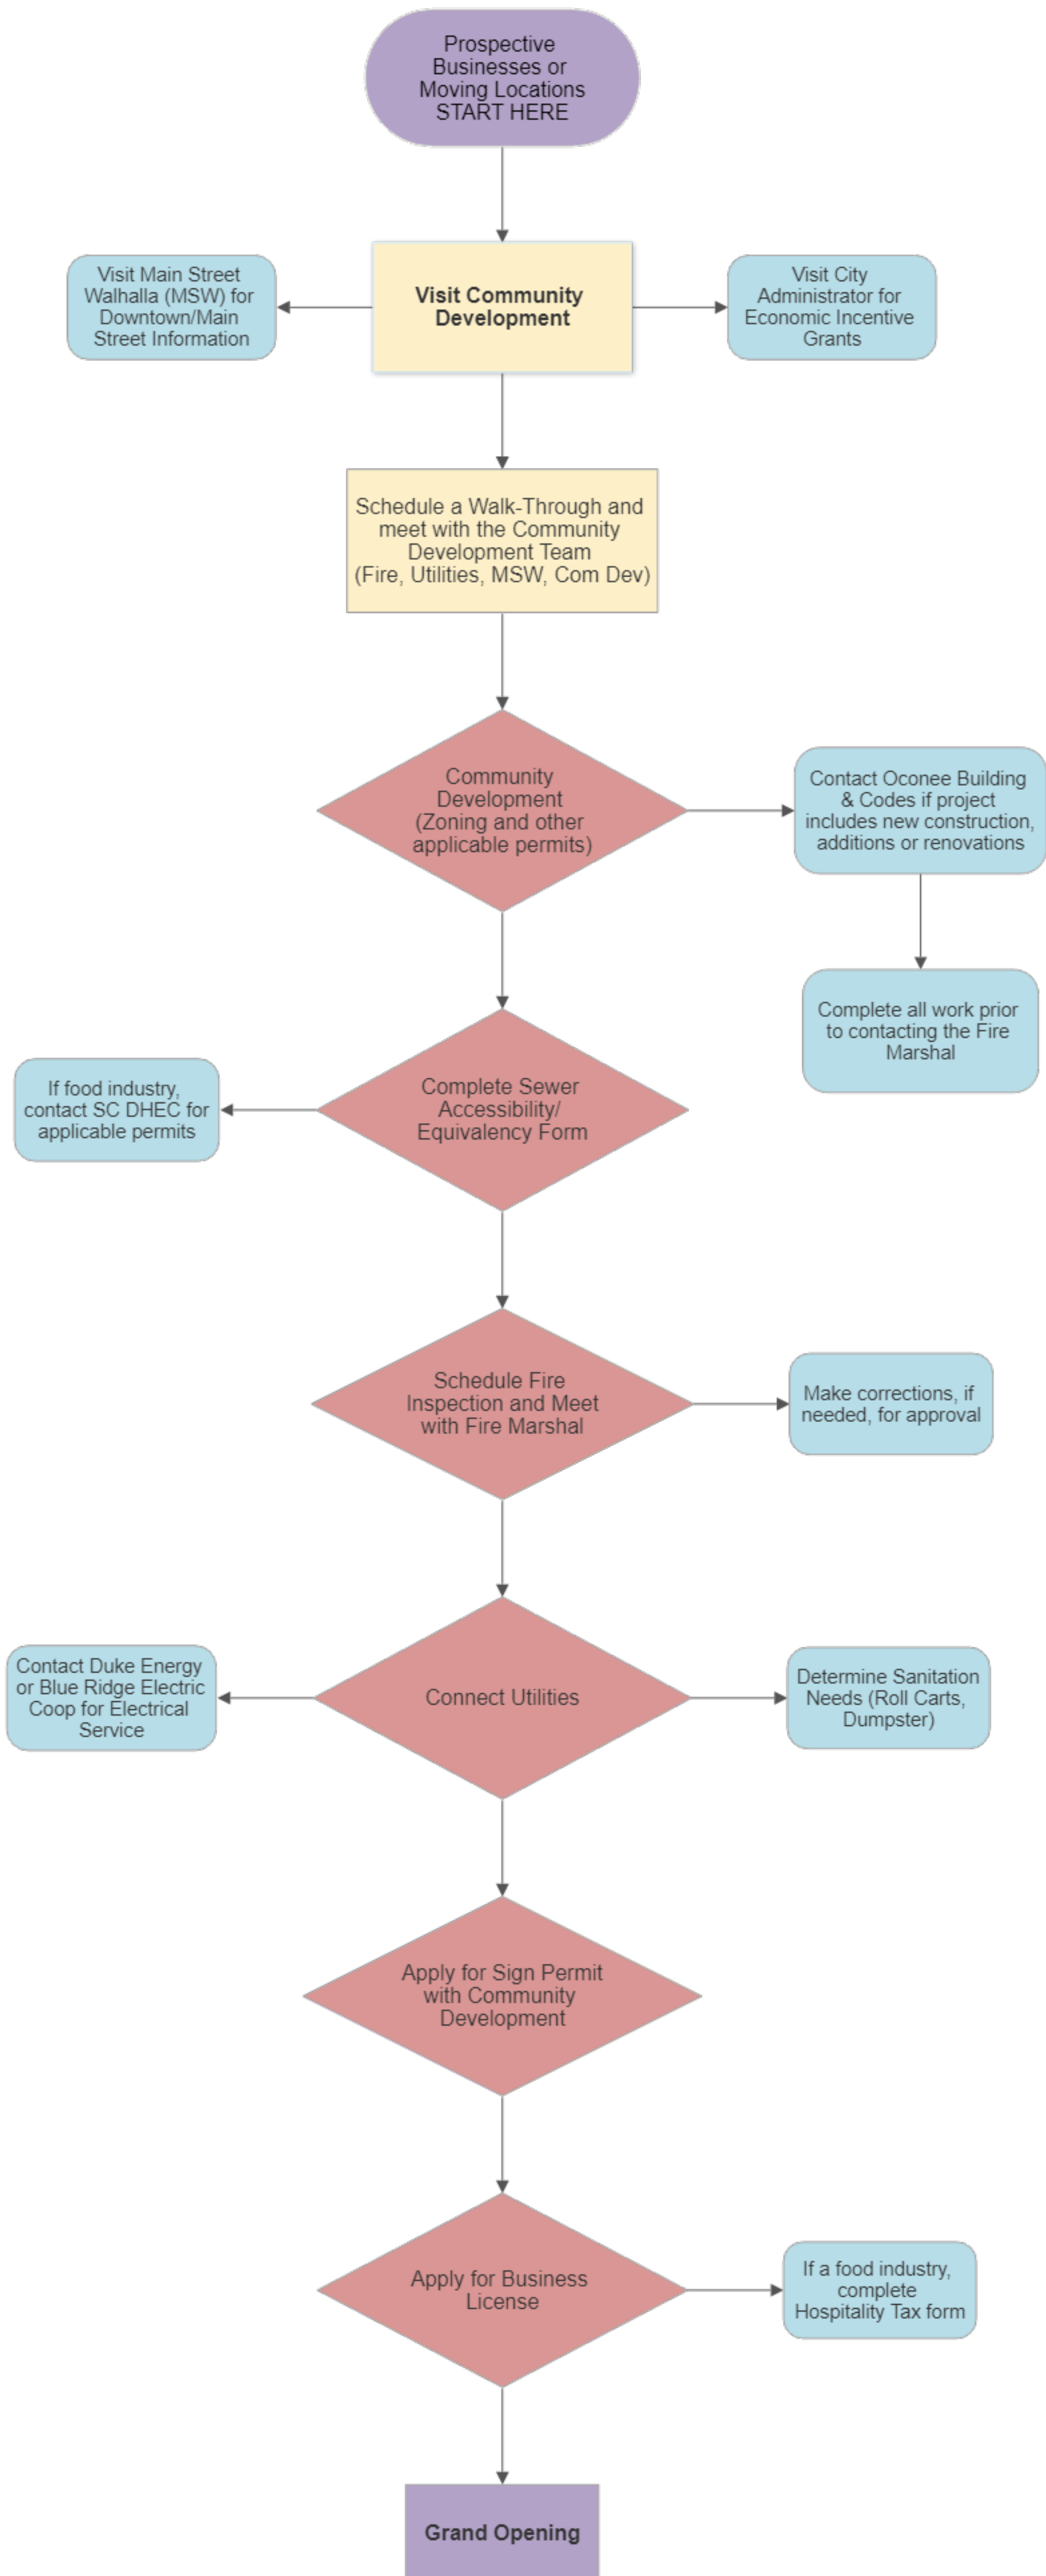 Prospective
Businesses or
Moving Locations
START HERE
Visit Main Street
Walhalla (MSW) for
Downtown/Main
Street Information
Visit Community
Development
Visit City
Administrator for
Economic Incentive
Grants
Schedule a Walk-Through and
meet with the Community
Development Team
(Fire, Utilities, MSW, Com Dev)
Community
Development
(Zoning and other
applicable permits)
Contact Oconee Building
& Codes if project
includes new construction,
additions or renovations
Complete all work prior
to contacting the Fire
Marshal
If food industry,
contact SC DHEC for
applicable permits
Complete Sewer
Accessibility/
Equivalency Form
Schedule Fire
Inspection and Meet
with Fire Marshal
Make corrections, if
needed, for approval
Contact Duke Energy
or Blue Ridge Electric
Coop for Electrical
Service
Connect Utilities
Determine Sanitation
Needs (Roll Carts,
Dumpster)
Apply for Sign Permit
with Community
Development
Apply for Business
License
If a food industry,
complete
Hospitality Tax form
Grand Opening